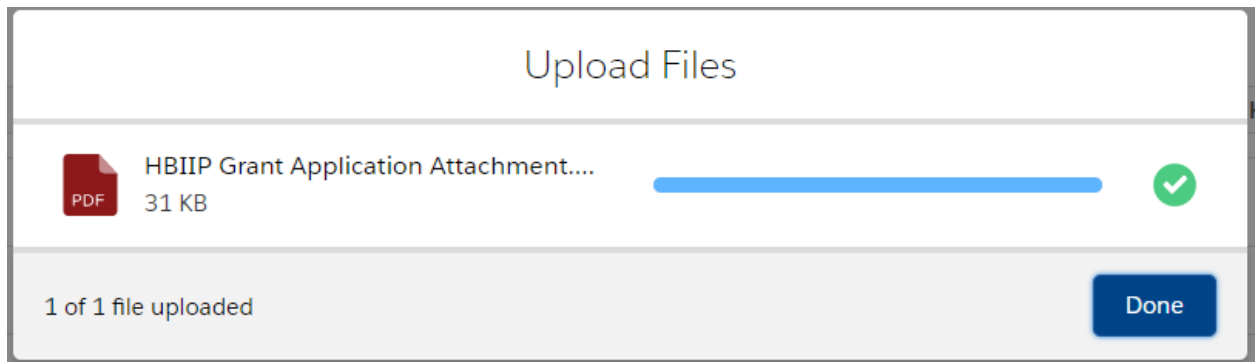 Upload Files
HBIIP Grant Application Attachment....
PDF
31 KB
1 of 1 file uploaded
Done